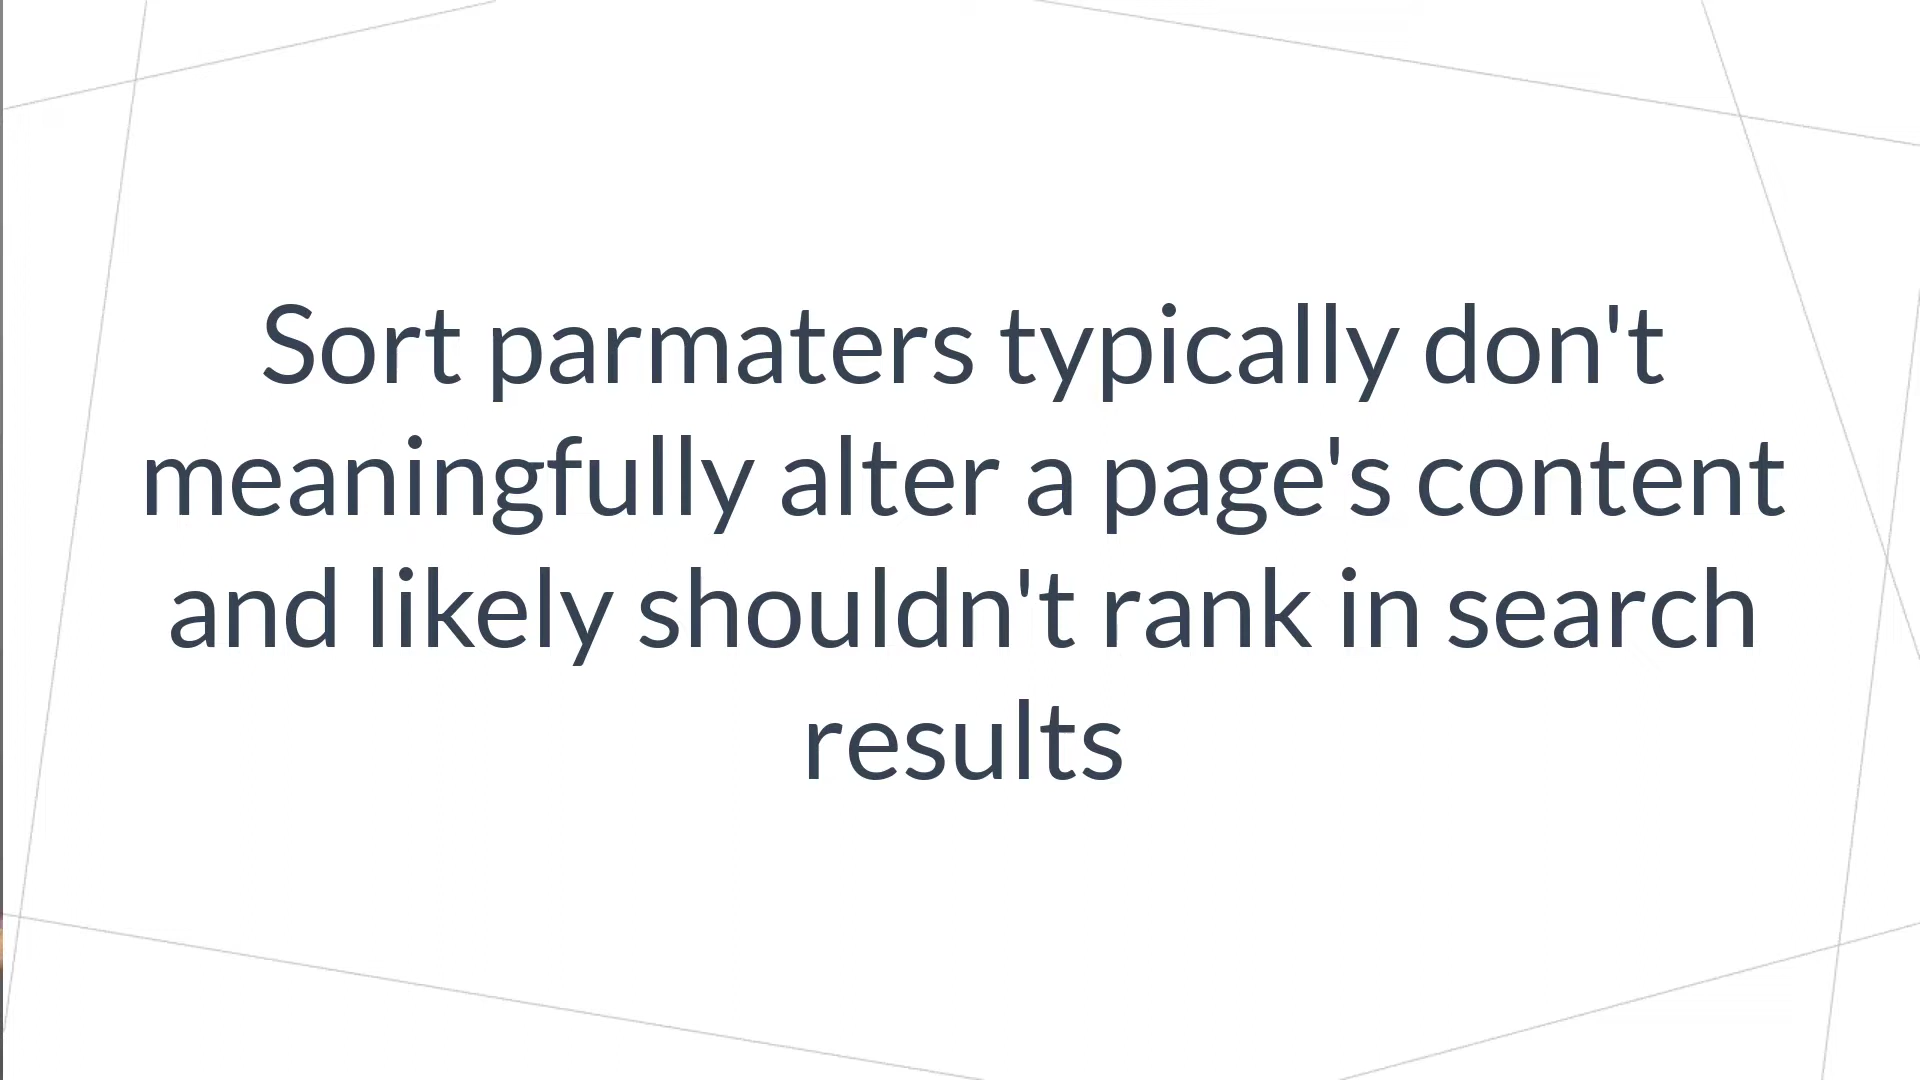 Sort parmaters typically don't
meaningfully alter a page's content
and likely shouldn't rank in search
results